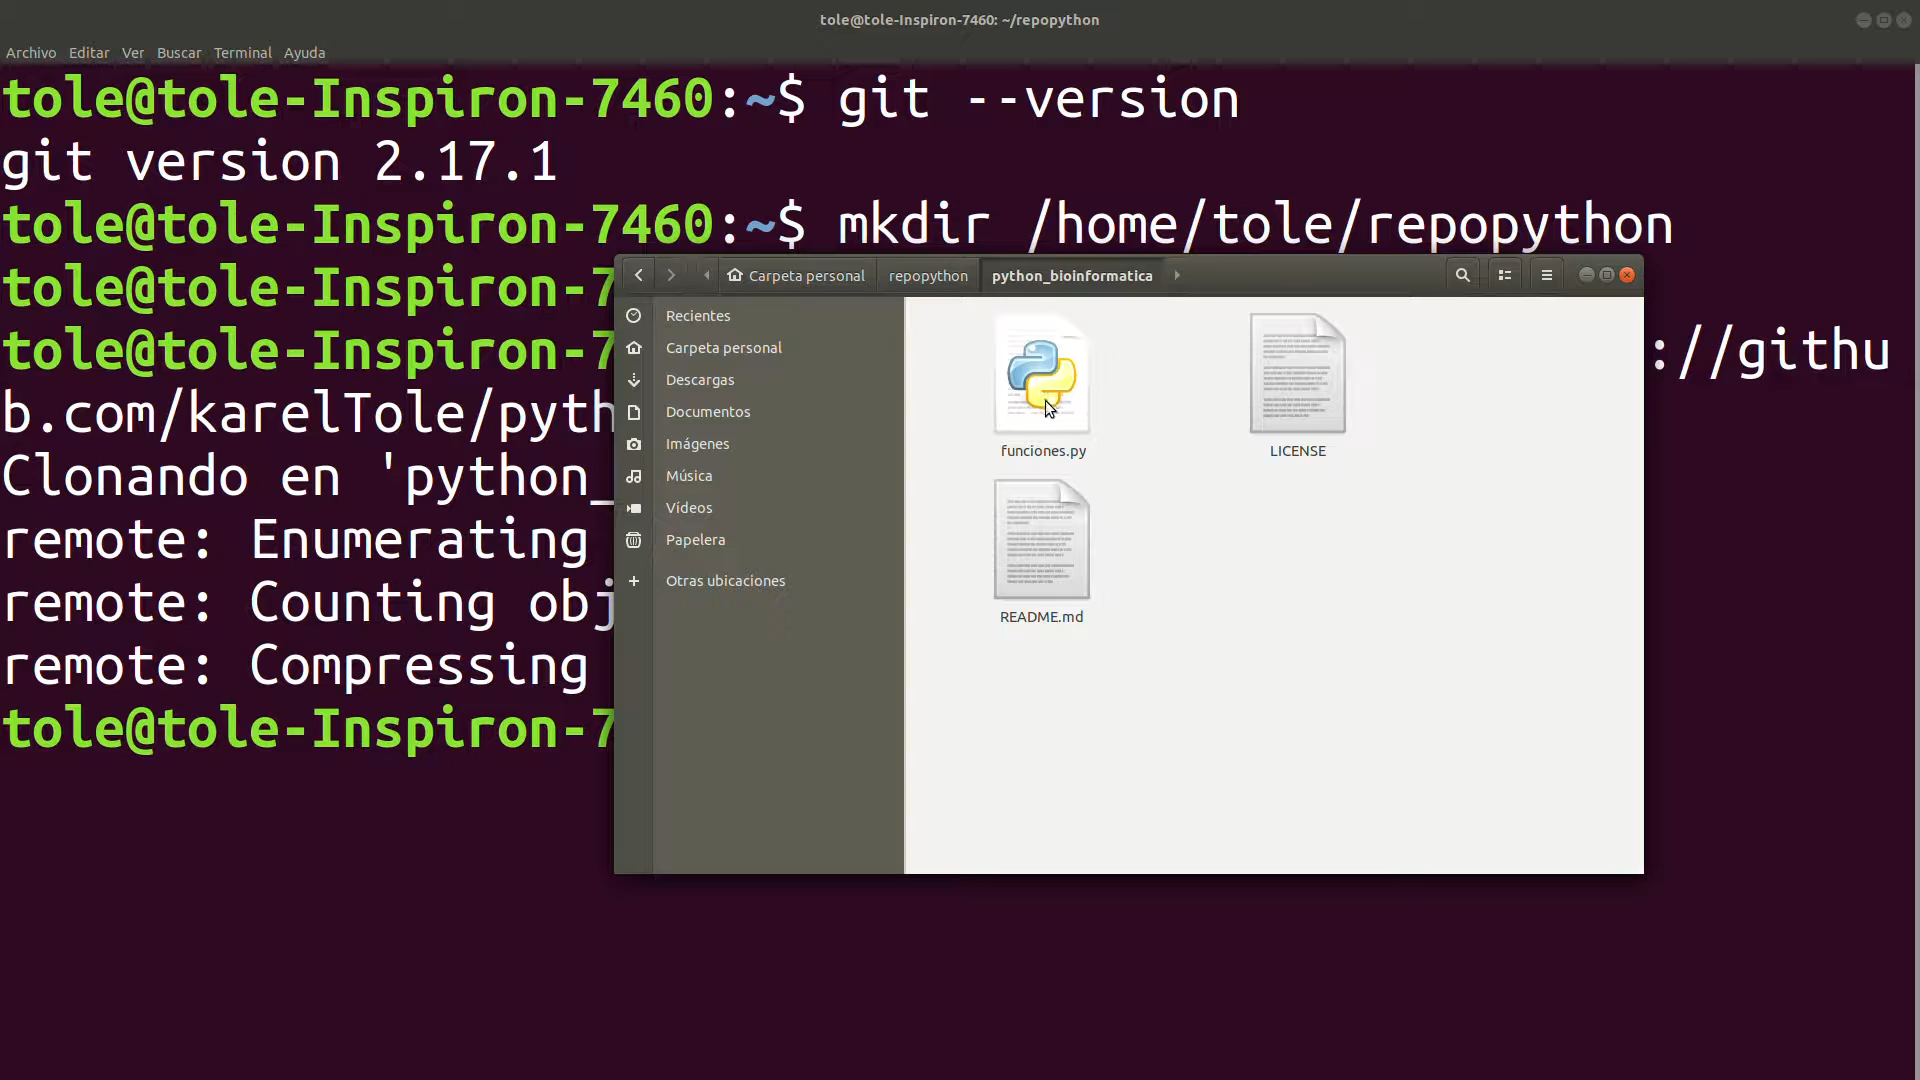 tole@tole-Inspiron-7460: ~/repopython
Archivo Editar Ver Buscar Terminal Ayuda
tole@tole-Inspiron-7460:~$ git --version
git version 2.17.1
tole@tole-Inspiron-7460:~$ mkdir /home/tole/repopython
tole@tole-Inspiron-7
tole@tole-Inspiron-7 ://githu
b.com/karelTole/pyth
Clonando en 'python_
remote: Enumerating
remote: Counting obj
remote: Compressing
tole@tole-Inspiron-7
Carpeta personal repopython python_bioinformatica
Recientes
Carpeta personal
Descargas
Documentos
Imágenes
Música
Vídeos
Papelera
Otras ubicaciones
funciones.py
LICENSE
README.md